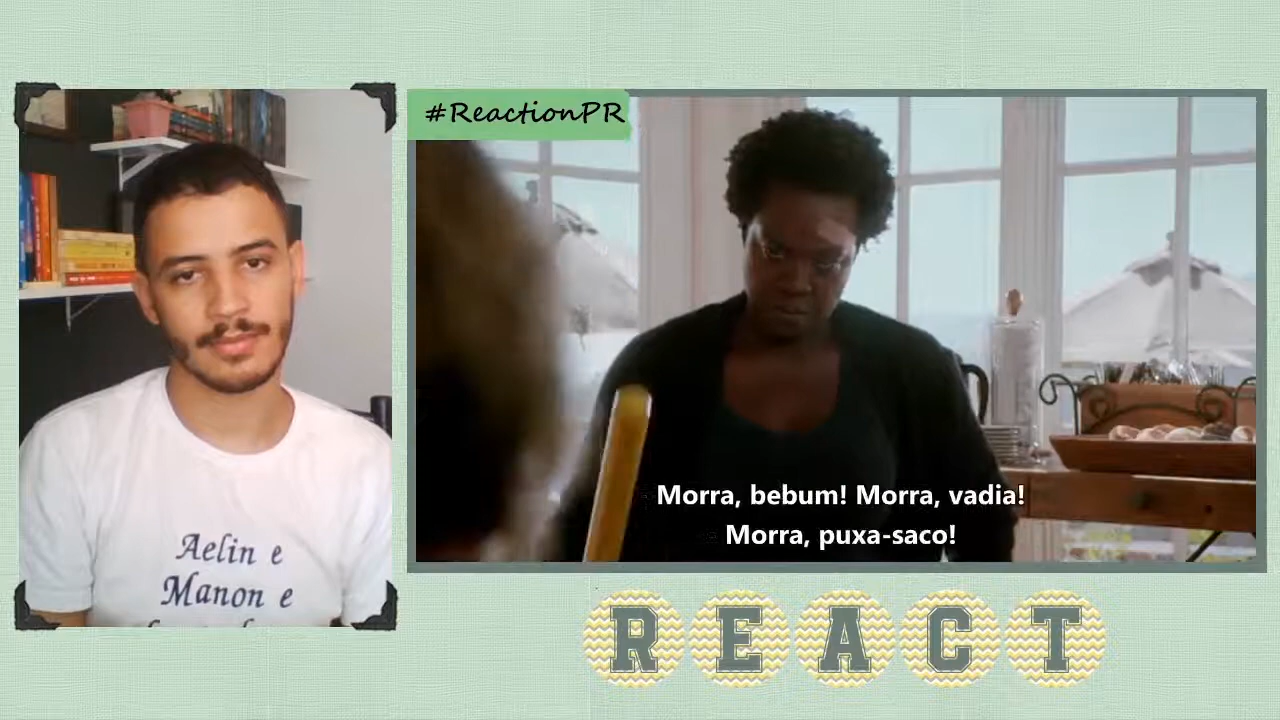 #ReactionPR
Morra, bebum! Morra, vadia!
Morra, puxa-saco!
Aelin e
Manon e
REACT